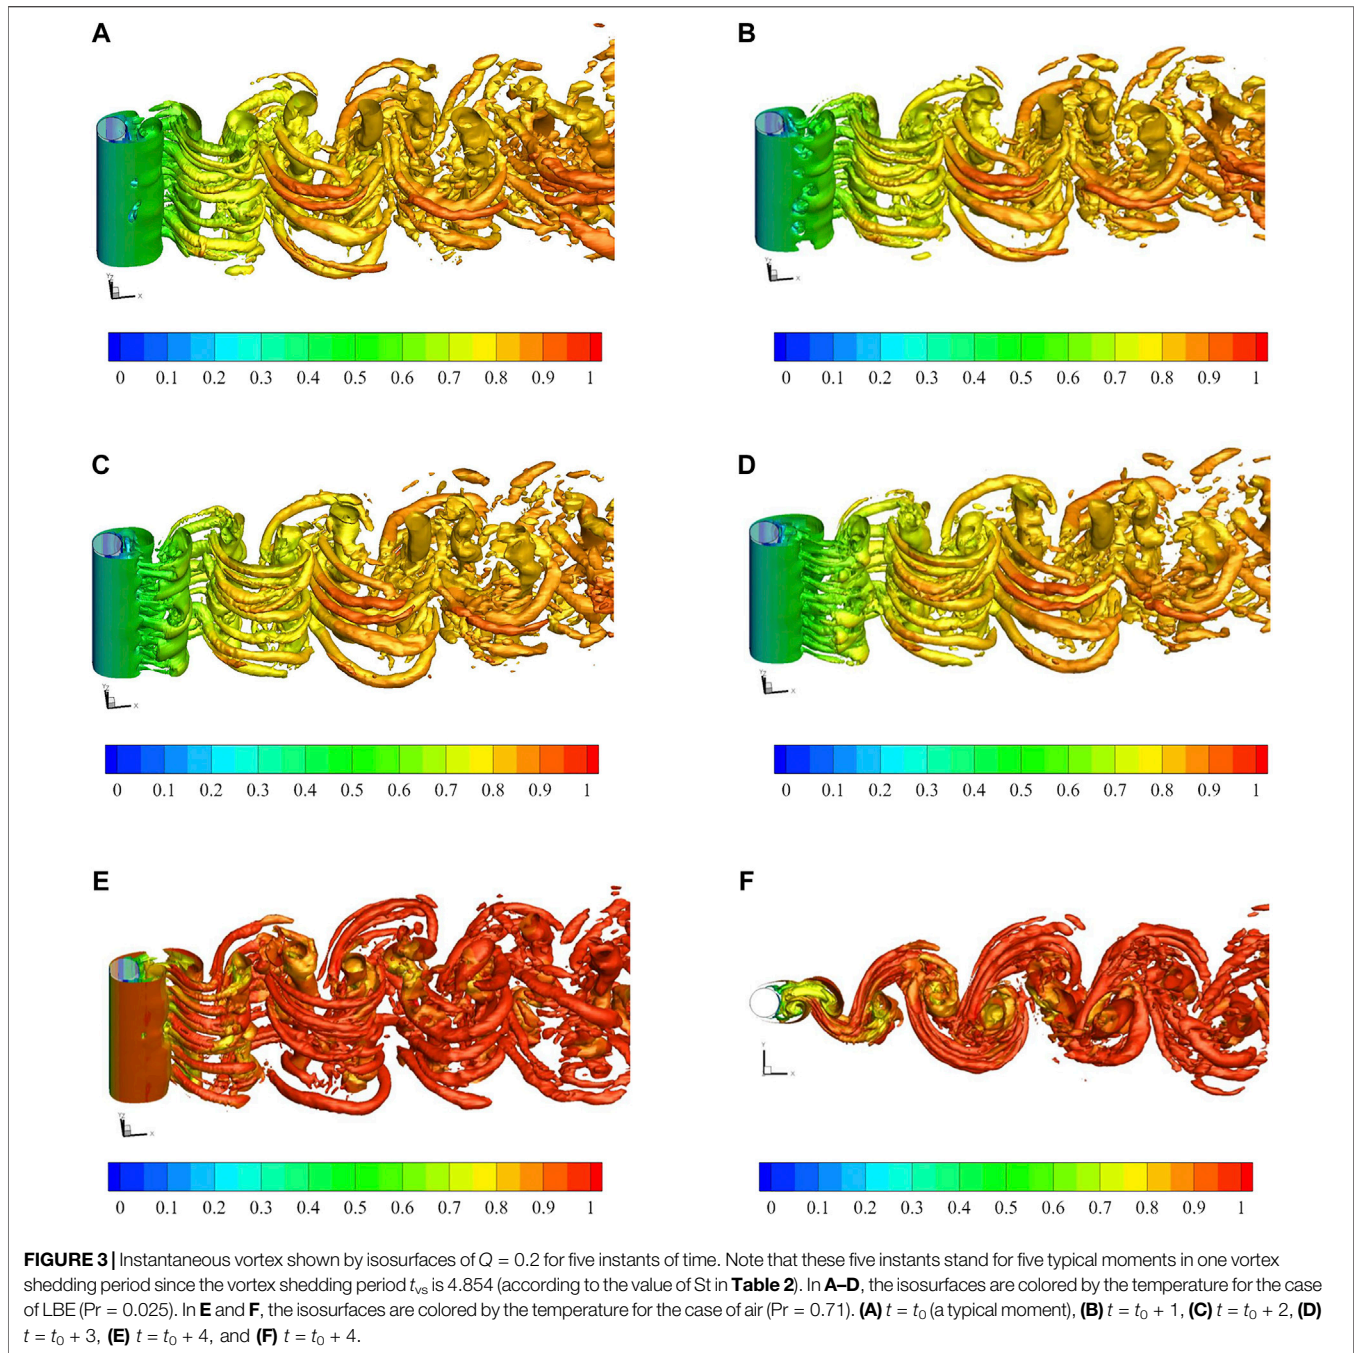 A
B
X
Y
Z
X
Y
Z
0 0.1 0.2 0.3 0.4 0.5 0.6 0.7 0.8 0.9 1
0 0.1 0.2 0.3 0.4 0.5 0.6 0.7 0.8 0.9 1
C
D
X
Y
Z
X
Y
Z
0 0.1 0.2 0.3 0.4 0.5 0.6 0.7 0.8 0.9 1
0 0.1 0.2 0.3 0.4 0.5 0.6 0.7 0.8 0.9 1
E
F
X
Y
Z
Y
X
0 0.1 0.2 0.3 0.4 0.5 0.6 0.7 0.8 0.9 1
0 0.1 0.2 0.3 0.4 0.5 0.6 0.7 0.8 0.9 1
FIGURE 3 | Instantaneous vortex shown by isosurfaces of Q = 0.2 for five instants of time. Note that these five instants stand for five typical moments in one vortex
shedding period since the vortex shedding period tvs is 4.854 (according to the value of St in Table 2). In A–D, the isosurfaces are colored by the temperature for the case
of LBE (Pr = 0.025). In E and F, the isosurfaces are colored by the temperature for the case of air (Pr = 0.71). (A) t = t0 (a typical moment), (B) t = t0 + 1, (C) t = t0 + 2, (D)
t = t0 + 3, (E) t = t0 + 4, and (F) t = t0 + 4.